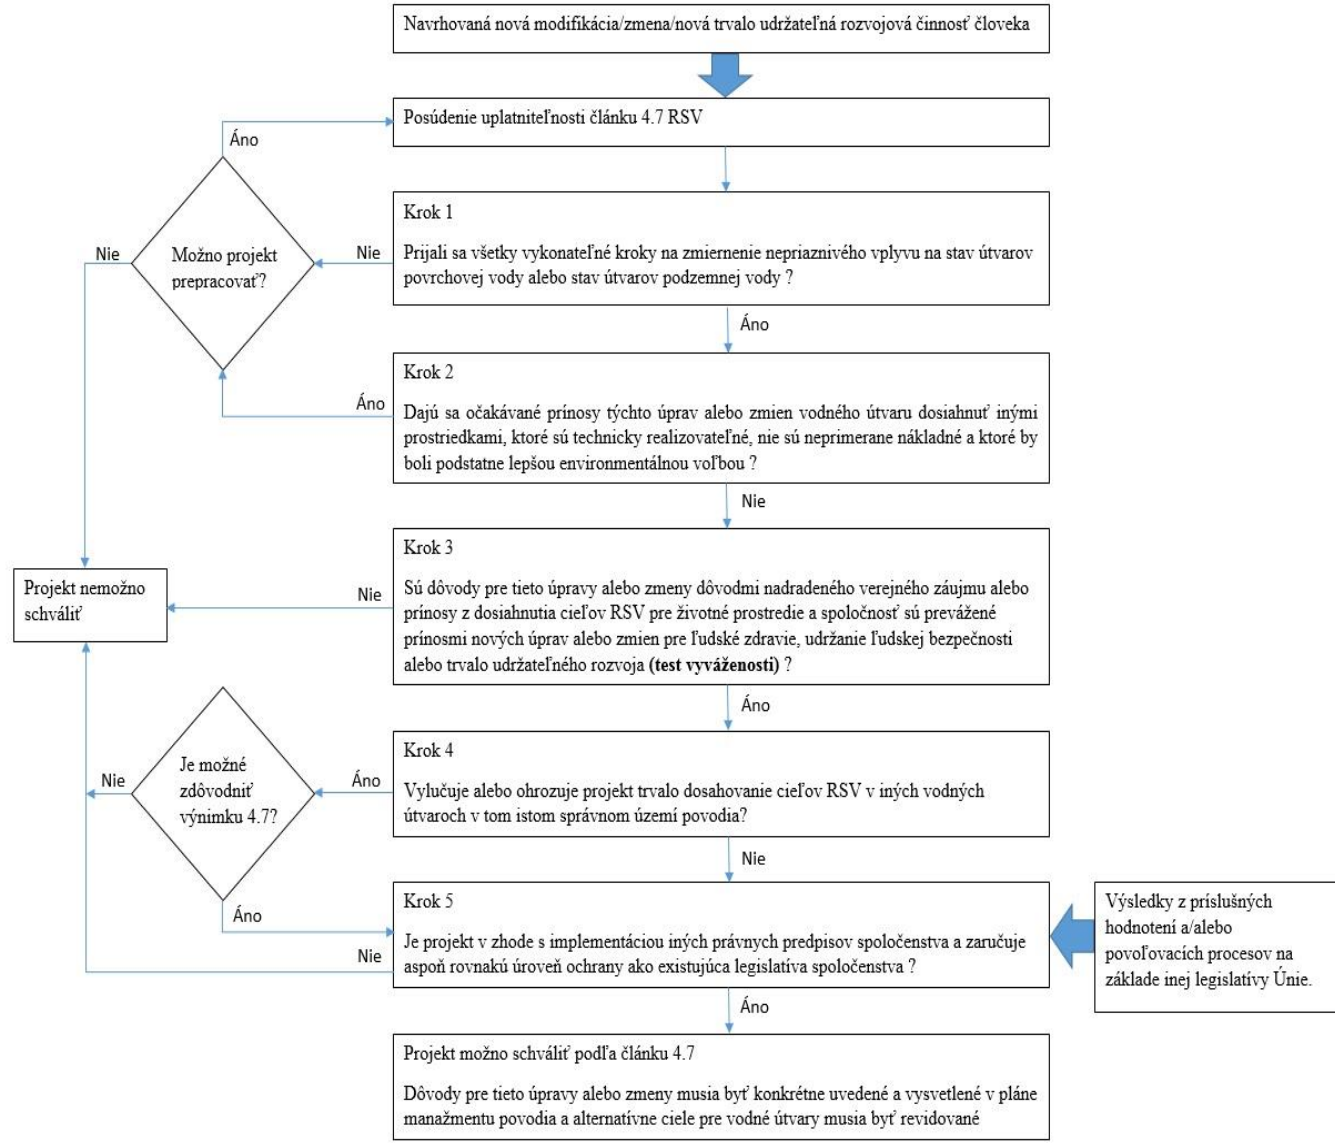 Navrhovaná nová modifikácia/zmena/nová trvalo udržateľná rozvojová činnosť človeka
Posúdenie uplatniteľnosti článku 4.7 RSV
Áno
Krok 1
Prijali sa všetky vykonateľné kroky na zmiernenie nepriaznivého vplyvu na stav útvarov
povrchovej vody alebo stav útvarov podzemnej vody ?
Nie
Možno projekt
prepracovať?
Nie
Áno
Krok 2
Dajú sa očakávané prínosy týchto úprav alebo zmien vodného útvaru dosiahnuť inými
prostriedkami, ktoré sú technicky realizovateľné, nie sú neprimerane nákladné a ktoré by
boli podstatne lepšou environmentálnou voľbou ?
Áno
Nie
Krok 3
Sú dôvody pre tieto úpravy alebo zmeny dôvodmi nadradeného verejného záujmu alebo
prínosy z dosiahnutia cieľov RSV pre životné prostredie a spoločnosť sú prevážené
prínosmi nových úprav alebo zmien pre ľudské zdravie, udržanie ľudskej bezpečnosti
alebo trvalo udržateľného rozvoja (test vyváženosti) ?
Nie
Projekt nemožno
schváliť
Áno
Krok 4
Vylučuje alebo ohrozuje projekt trvalo dosahovanie cieľov RSV v iných vodných
útvaroch v tom istom správnom území povodia?
Áno
Je možné
zdôvodniť
výnimku 4.7?
Nie
Nie
Áno
Krok 5
Je projekt v zhode s implementáciou iných právnych predpisov spoločenstva a zaručuje
aspoň rovnakú úroveň ochrany ako existujúca legislatíva spoločenstva ?
Nie
Výsledky z príslušných
hodnotení a/alebo
povoľovacích procesov na
základe inej legislatívy Únie.
Áno
Projekt možno schváliť podľa článku 4.7
Dôvody pre tieto úpravy alebo zmeny musia byť konkrétne uvedené a vysvetlené v pláne
manažmentu povodia a alternatívne ciele pre vodné útvary musia byť revidované